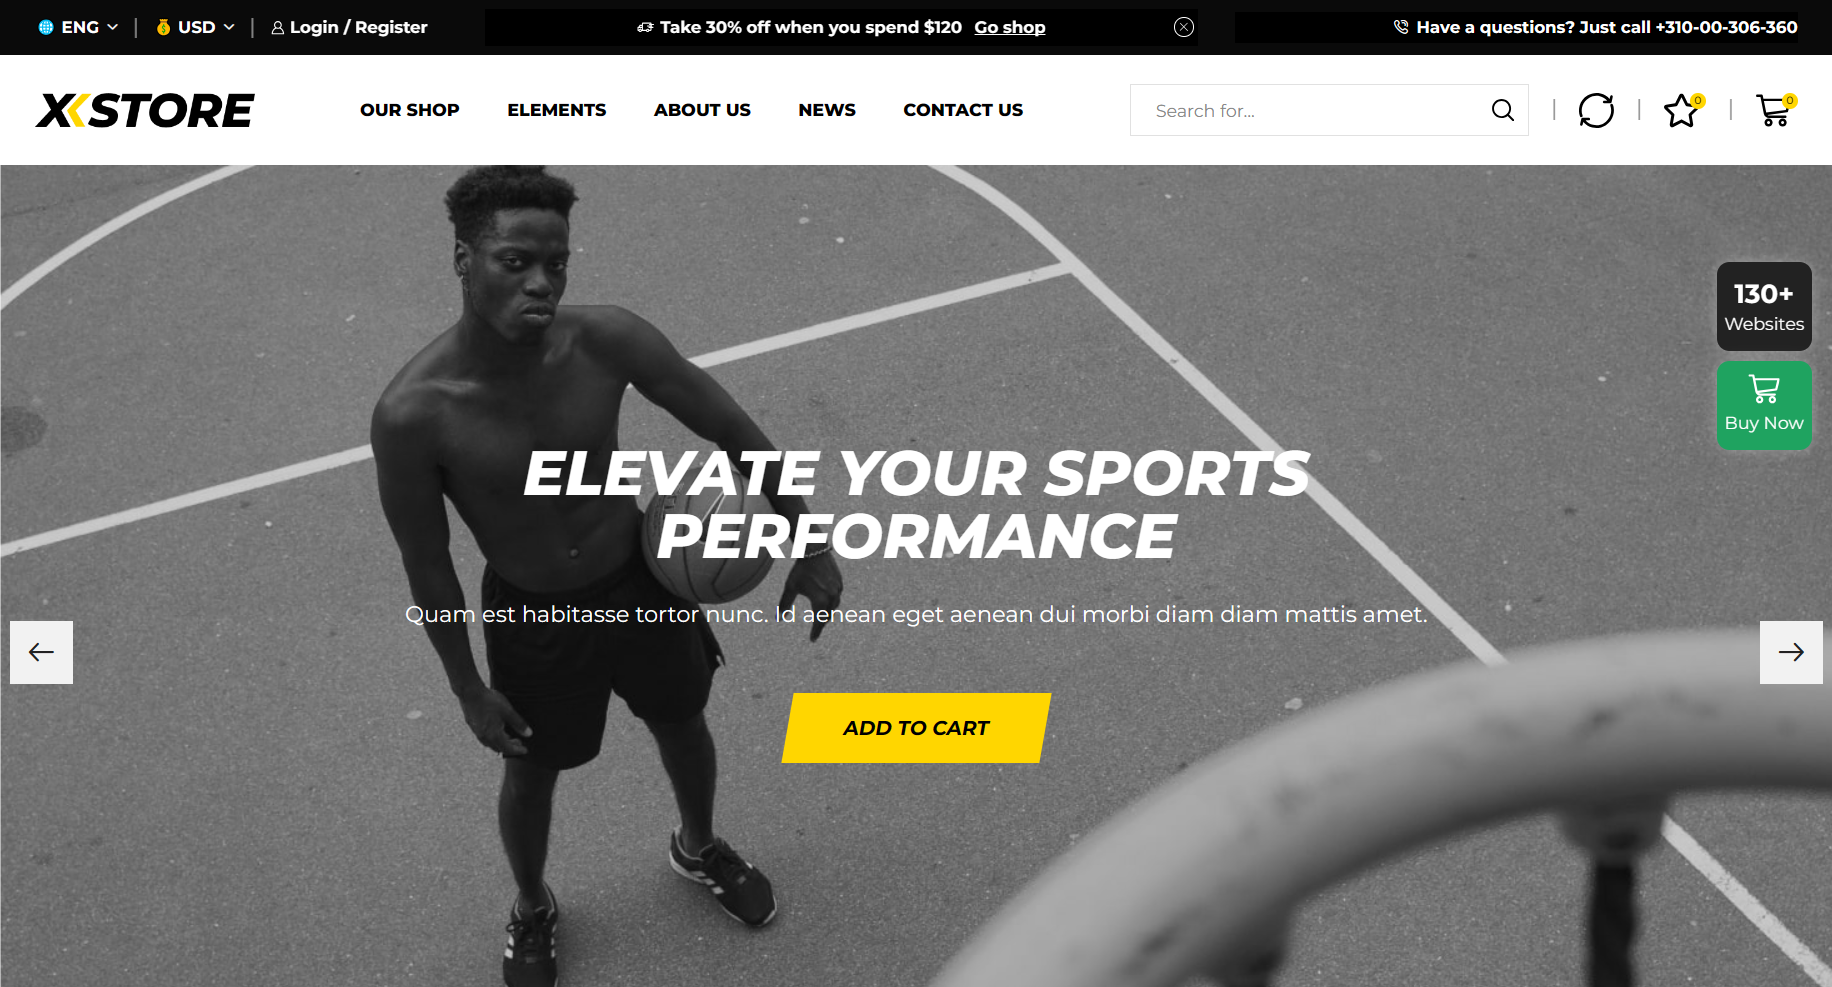 ENG
USD
Login / Register
Take 30% off when you spend $120 Go shop
Have a questions? Just call +310-00-306-360
XSTORE
OUR SHOP
ELEMENTS
ABOUT US
NEWS
CONTACT US
Search for...
0
0
130+
Websites
Buy Now
ELEVATE YOUR SPORTS
PERFORMANCE
Quam est habitasse tortor nunc. Id aenean eget aenean dui morbi diam diam mattis amet.
ADD TO CART